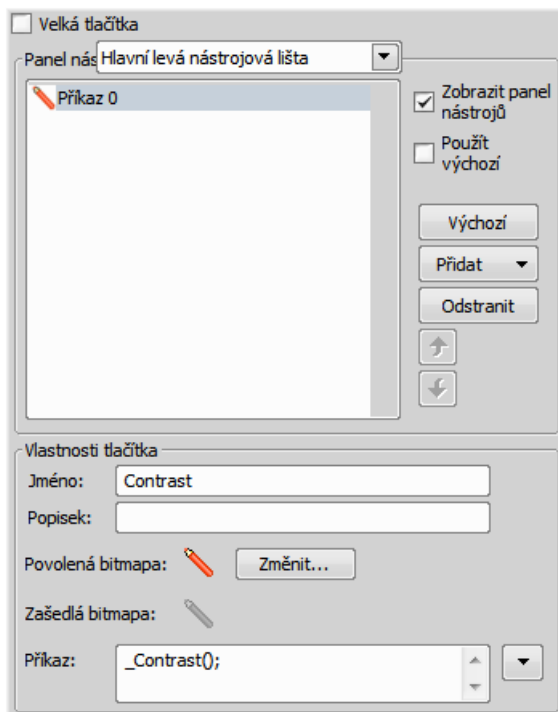 Velká tlačítka
Panel nás
Hlavní levá nástrojová lišta
Příkaz 0
Zobrazit panel
nástrojů
Použít
výchozí
Výchozí
Přidat
Odstranit
Vlastnosti tlačítka
Jméno:
Contrast
Popisek:
Povolená bitmapa:
Změnit...
Zašedlá bitmapa:
Příkaz:
_Contrast();